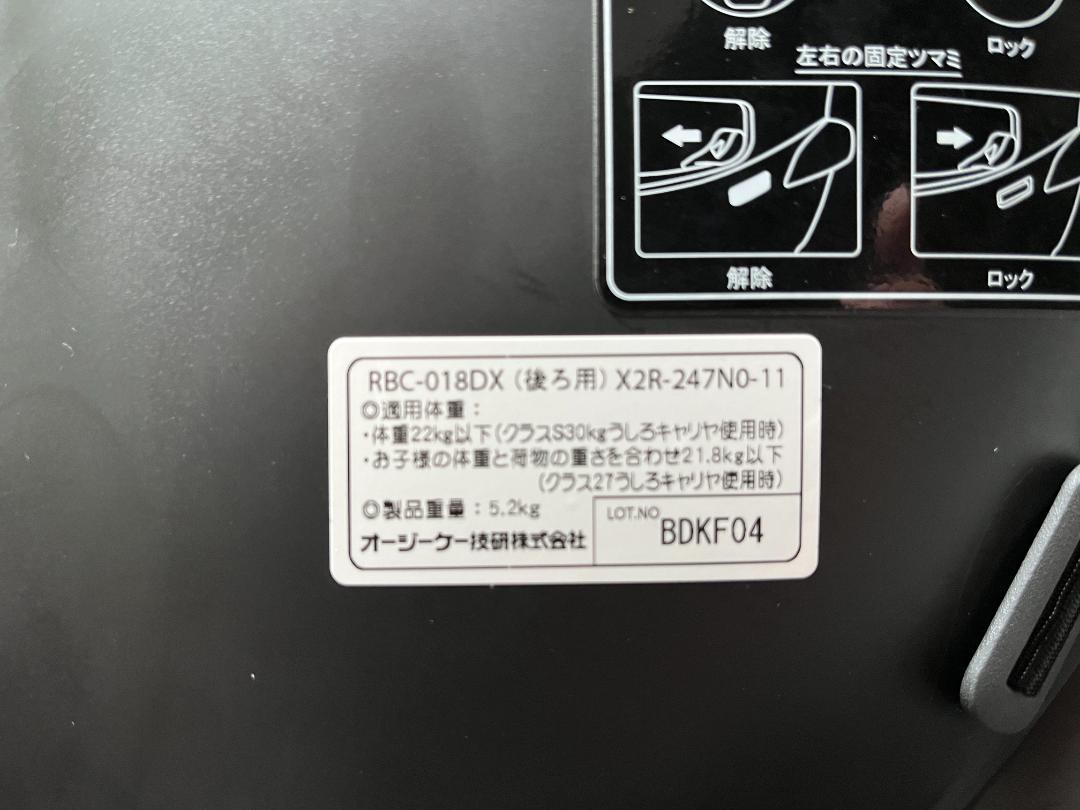 解除
ロック
左右の固定ツマミ
解除
ロック
RBC-018DX (後ろ用) X2R-247N0-11
◎適用体重：
・体重22kg以下(クラスS30kgうしろキャリヤ使用時)
・お子様の体重と荷物の重さを合わせ21.8kg以下
(クラス27うしろキャリヤ使用時)
◎製品重量：5.2kg
オージーケー技研株式会社
LOT.NO
BDKF04